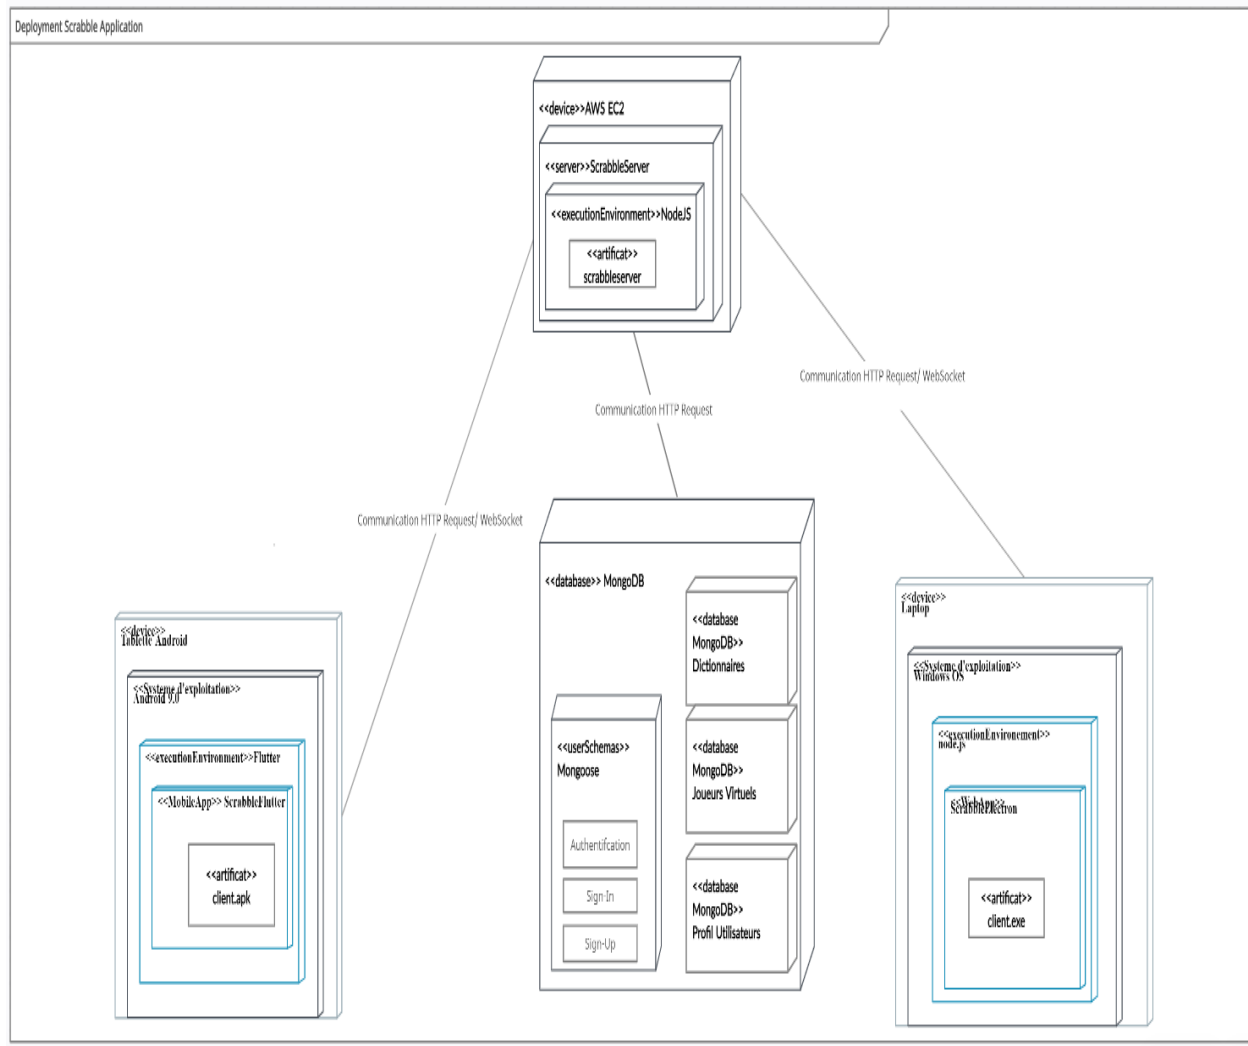 Deployment Scrabble Application
<<device>>AWS EC2
<<server>>ScrabbleServer
<<executionEnvironment>>NodeJS
<<artificat>>
scrabbleserver
Communication HTTP Request/ WebSocket
Communication HTTP Request
Communication HTTP Request/ WebSocket
<<device>>
Tablette Android
<<Systeme d'exploitation>>
Android 9.0
<<executionEnvironment>>Flutter
<<MobileApp>> ScrabbleFlutter
<<artificat>>
client.apk
<<database>> MongoDB
<<userSchemas>>
Mongoose
Authentifcation
Sign-In
Sign-Up
<<database
MongoDB>>
Dictionnaires
<<database
MongoDB>>
Joueurs Virtuels
<<database
MongoDB>>
Profil Utilisateurs
<<device>>
Laptop
<<Systeme d'exploitation>>
Windows OS
<<executionEnvironement>>
node.js
<<WebApp>>
ScrabbleElectron
<<artificat>>
client.exe